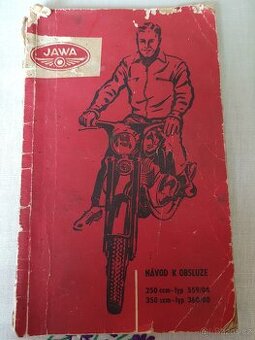 JAWA
NÁVOD K OBSLUZE
250 ccm - typ 559/04
350 ccm - typ 360/00